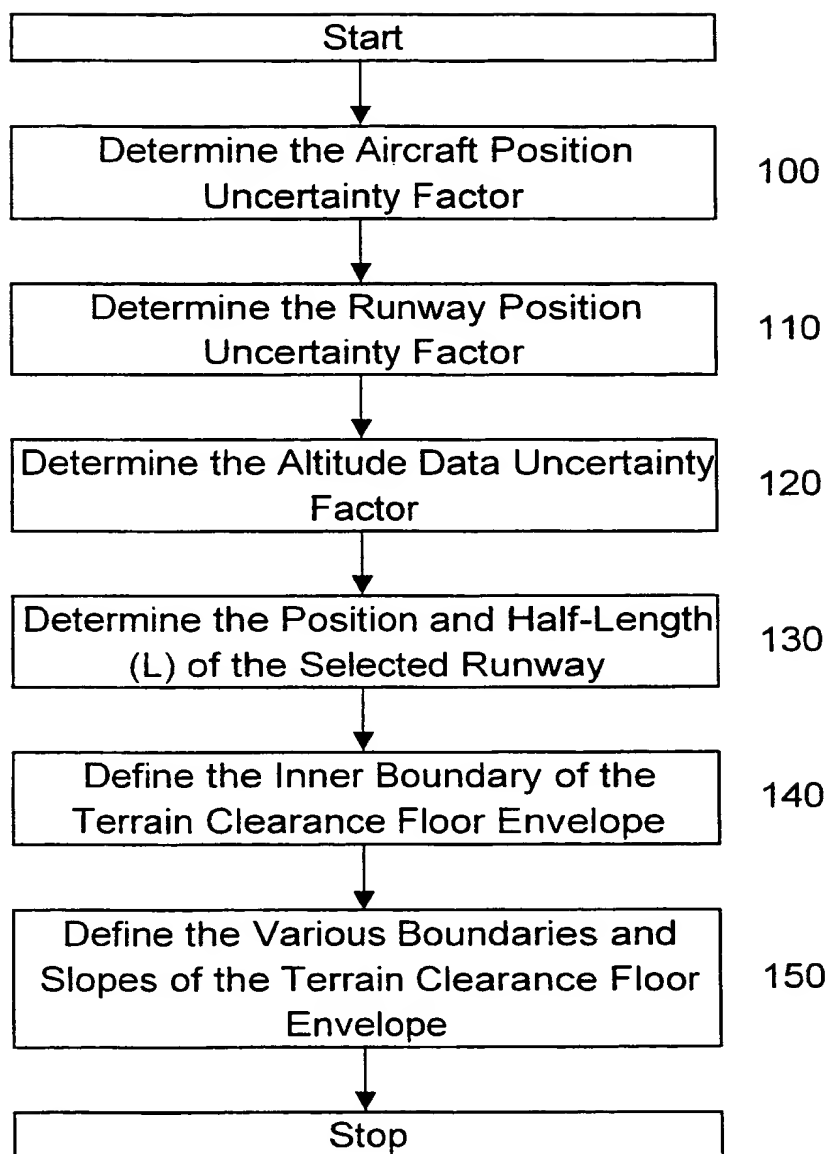 Start
Determine the Aircraft Position
Uncertainty Factor
100
Determine the Runway Position
Uncertainty Factor
110
Determine the Altitude Data Uncertainty
Factor
120
Determine the Position and Half-Length
(L) of the Selected Runway
130
Define the Inner Boundary of the
Terrain Clearance Floor Envelope
140
Define the Various Boundaries and
Slopes of the Terrain Clearance Floor
Envelope
150
Stop